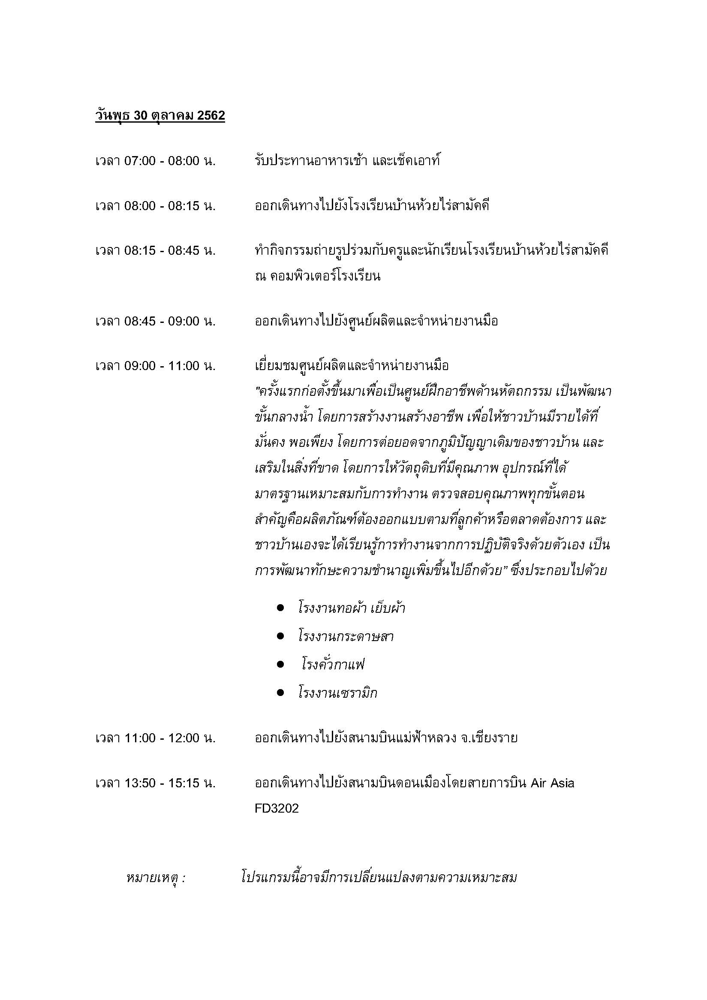 วันพุธ 30 ตุลาคม 2562
เวลา 07:00 - 08:00 น. รับประทานอาหารเช้า และเช็คเอาท์
เวลา 08:00 - 08:15 น. ออกเดินทางไปยังโรงเรียนบ้านห้วยไร่สามัคคี
เวลา 08:15 - 08:45 น. ทำกิจกรรมถ่ายรูปร่วมกับครูและนักเรียนโรงเรียนบ้านห้วยไร่สามัคคี
ณ คอมพิวเตอร์โรงเรียน
เวลา 08:45 - 09:00 น. ออกเดินทางไปยังศูนย์ผลิตและจำหน่ายงานมือ
เวลา 09:00 - 11:00 น. เยี่ยมชมศูนย์ผลิตและจำหน่ายงานมือ
"ครั้งแรกก่อตั้งขึ้นมาเพื่อเป็นศูนย์ฝึกอาชีพด้านหัตถกรรม เป็นพัฒนา
ขั้นกลางน้ำ โดยการสร้างงานสร้างอาชีพ เพื่อให้ชาวบ้านมีรายได้ที่
มั่นคง พอเพียง โดยการต่อยอดจากภูมิปัญญาเดิมของชาวบ้าน และ
เสริมในสิ่งที่ขาด โดยการให้วัตถุดิบที่มีคุณภาพ อุปกรณ์ที่ได้
มาตรฐานเหมาะสมกับการทำงาน ตรวจสอบคุณภาพทุกขั้นตอน
สำคัญคือผลิตภัณฑ์ต้องออกแบบตามที่ลูกค้าหรือตลาดต้องการ และ
ชาวบ้านเองจะได้เรียนรู้การทำงานจากการปฏิบัติจริงด้วยตัวเอง เป็น
การพัฒนาทักษะความชำนาญเพิ่มขึ้นไปอีกด้วย” ซึ่งประกอบไปด้วย
● โรงงานทอผ้า เย็บผ้า
● โรงงานกระดาษสา
● โรงคั่วกาแฟ
● โรงงานเซรามิก
เวลา 11:00 - 12:00 น. ออกเดินทางไปยังสนามบินแม่ฟ้าหลวง จ.เชียงราย
เวลา 13:50 - 15:15 น. ออกเดินทางไปยังสนามบินดอนเมืองโดยสายการบิน Air Asia
FD3202
หมายเหตุ : โปรแกรมนี้อาจมีการเปลี่ยนแปลงตามความเหมาะสม